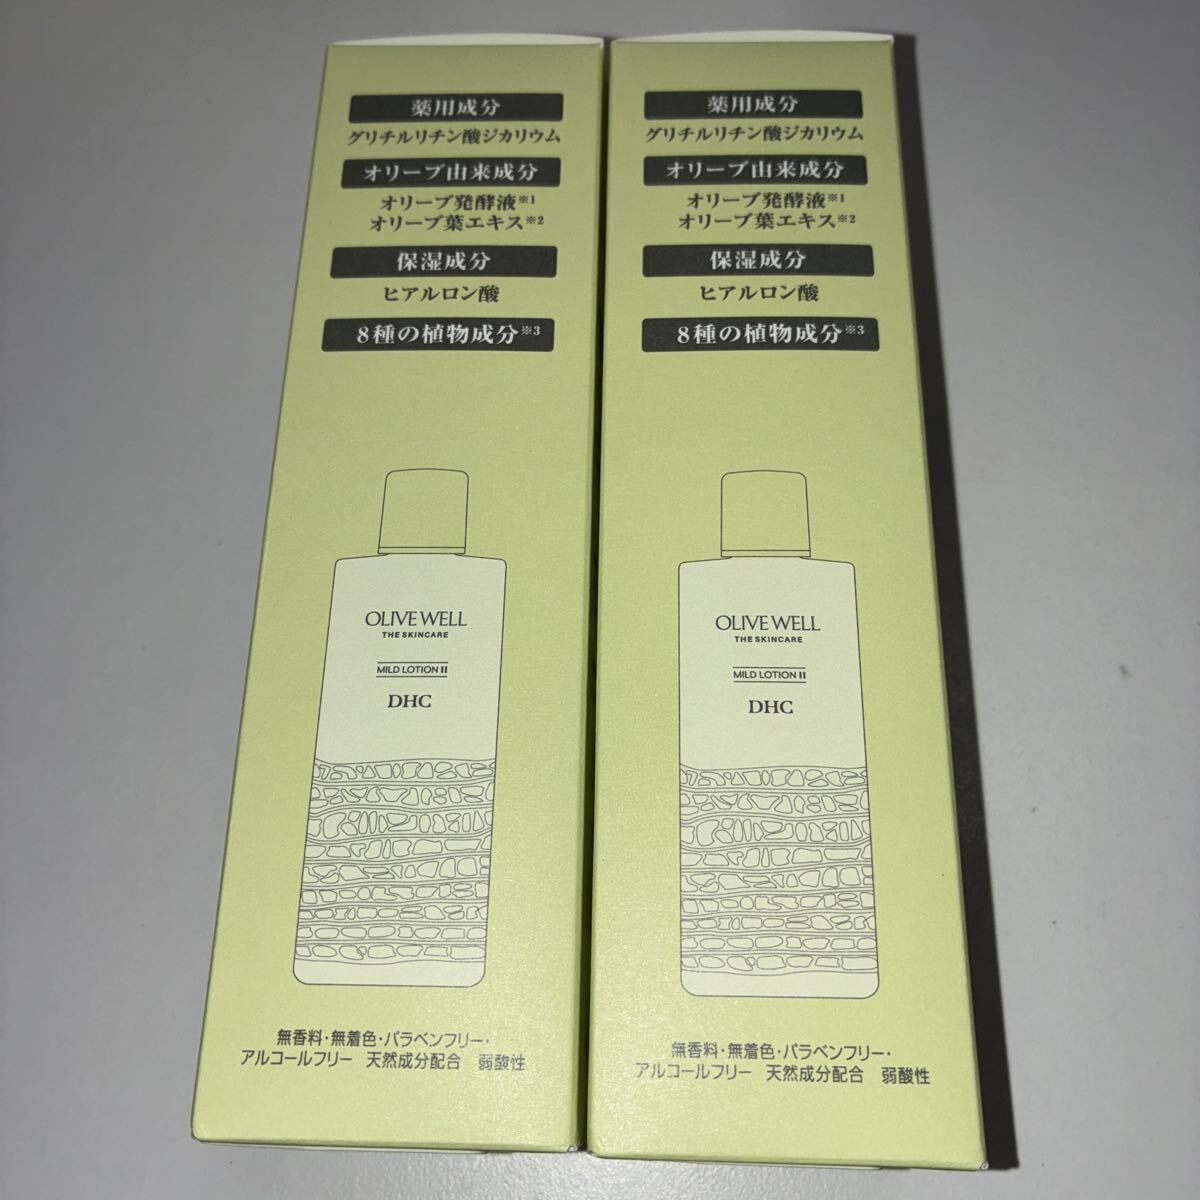 薬用成分
グリチルリチン酸ジカリウム
オリーブ由来成分
オリーブ発酵液※1
オリーブ葉エキス※2
保湿成分
ヒアルロン酸
8種の植物成分※3
OLIVE WELL
THE SKINCARE
MILD LOTION II
DHC
無香料・無着色・パラベンフリー・
アルコールフリー 天然成分配合 弱酸性
薬用成分
グリチルリチン酸ジカリウム
オリーブ由来成分
オリーブ発酵液※1
オリーブ葉エキス※2
保湿成分
ヒアルロン酸
8種の植物成分※3
OLIVE WELL
THE SKINCARE
MILD LOTION II
DHC
無香料・無着色・パラベンフリー・
アルコールフリー 天然成分配合 弱酸性